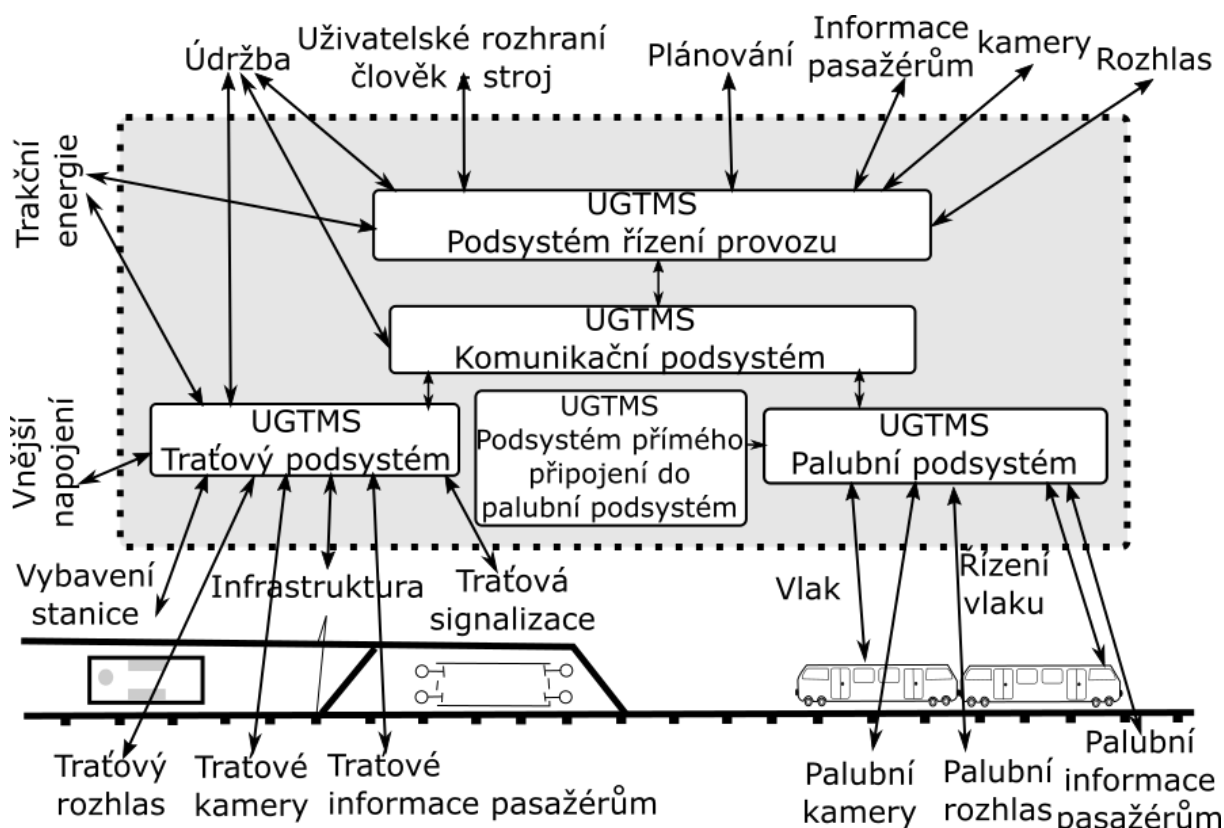 Údržba
Uživatelské rozhraní
člověk - stroj
Plánování
Informace
pasažérům
kamery
Rozhlas
Trakční
energie
UGTMS
Podsystém řízení provozu
UGTMS
Komunikační podsystém
Vnější
napojení
UGTMS
Traťový podsystém
UGTMS
Podsystém přímého
připojení do
palubní podsystém
UGTMS
Palubní podsystém
Vybavení
stanice
Infrastruktura
Traťová
signalizace
Vlak
Řízení
vlaku
Traťový
rozhlas
Traťové
kamery
Traťové
informace pasažérům
Palubní
kamery
Palubní
rozhlas
Palubní
informace
pasažérům